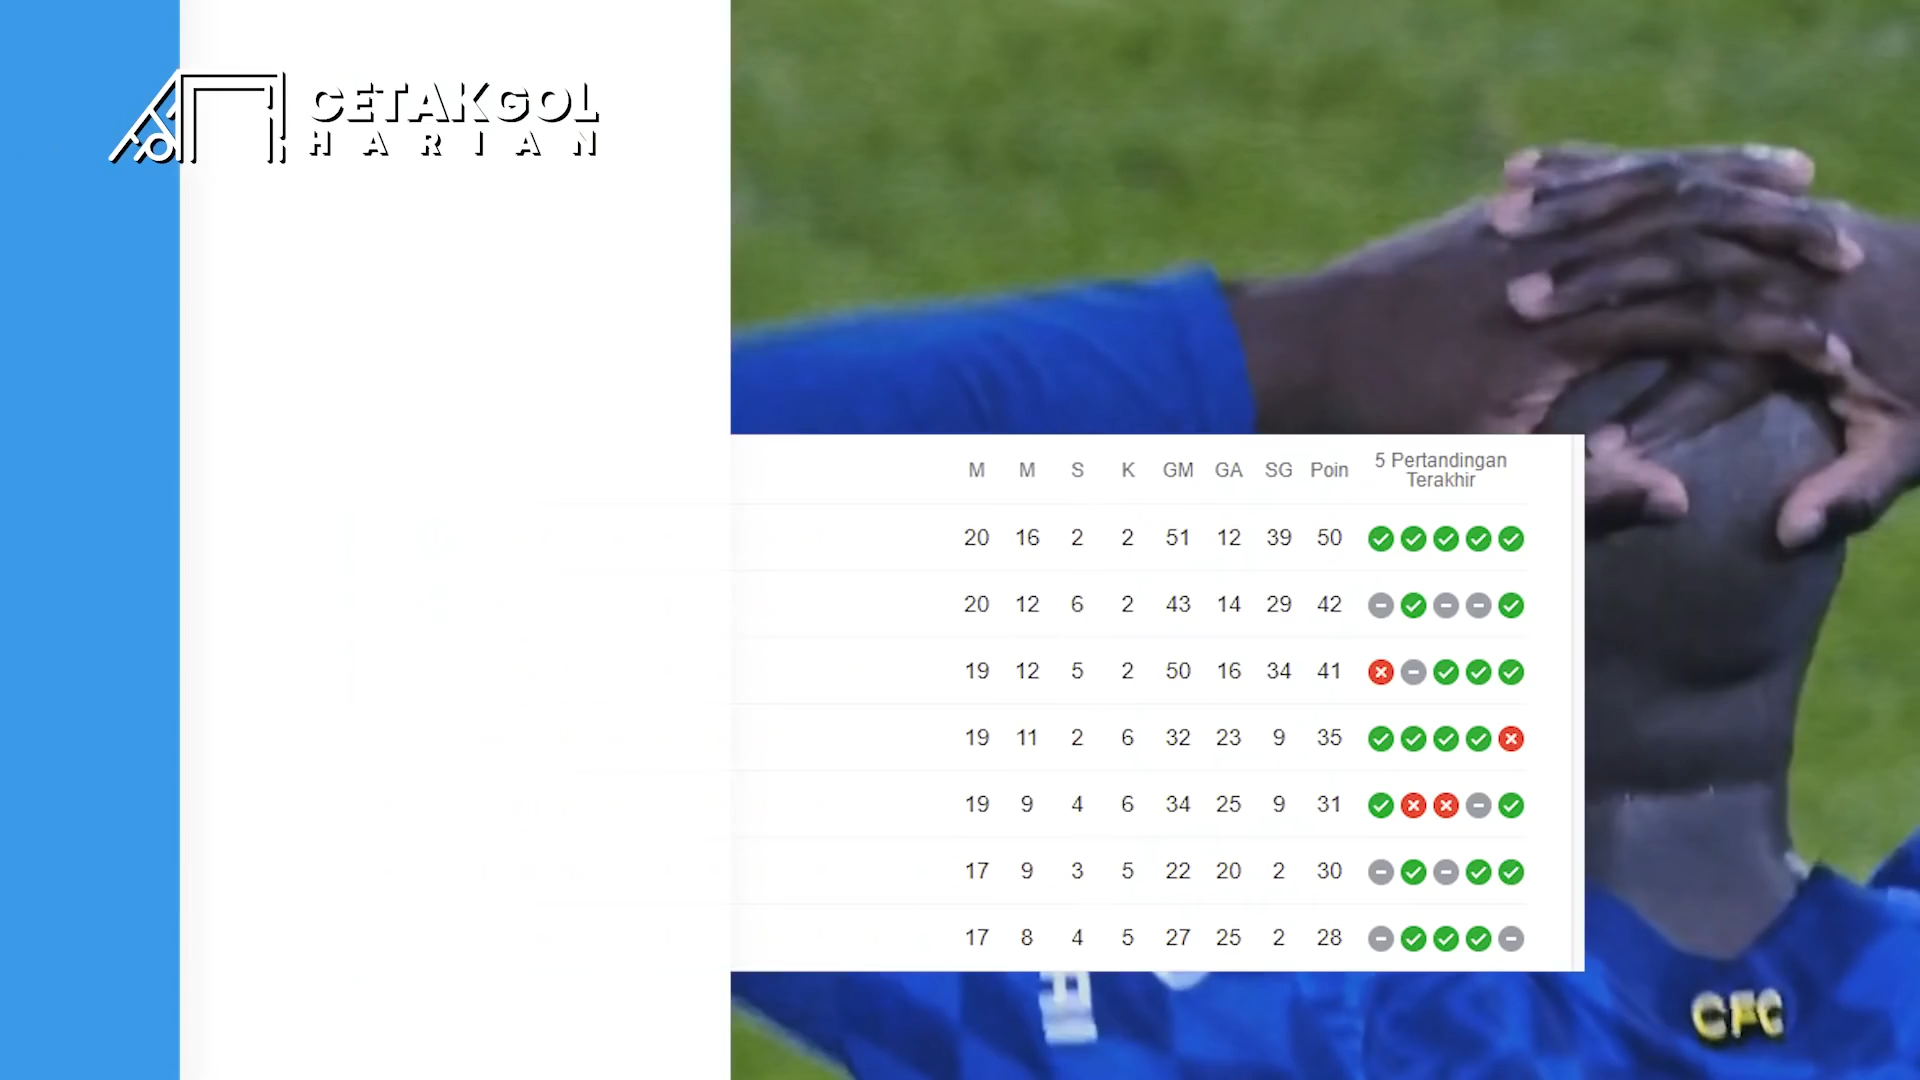 CETAKGOL
HARIAN
M M S K GM GA SG Poin 5 Pertandingan
Terakhir
20 16 2 2 51 12 39 50
20 12 6 2 43 14 29 42
19 12 5 2 50 16 34 41
19 11 2 6 32 23 9 35
19 9 4 6 34 25 9 31
17 9 3 5 22 20 2 30
17 8 4 5 27 25 2 28
CFC